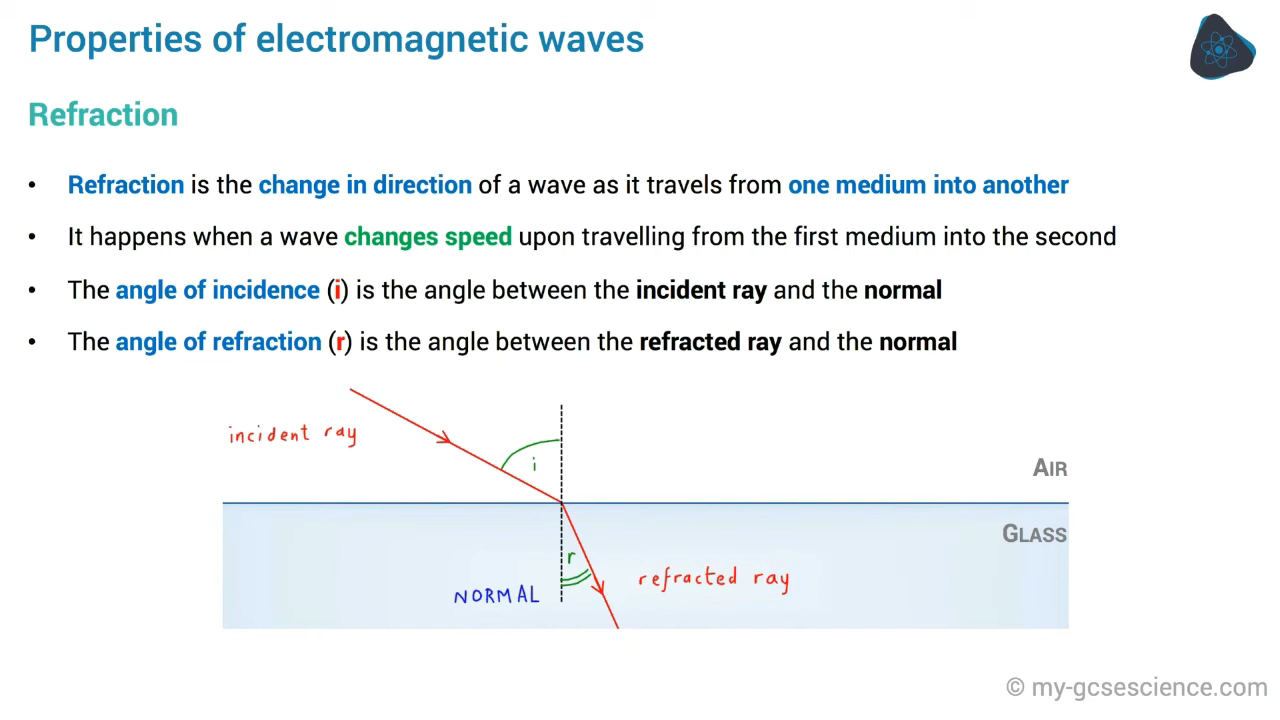 Properties of electromagnetic waves
Refraction
• Refraction is the change in direction of a wave as it travels from one medium into another
• It happens when a wave changes speed upon travelling from the first medium into the second
• The angle of incidence (i) is the angle between the incident ray and the normal
• The angle of refraction (r) is the angle between the refracted ray and the normal
incident ray
i
AIR
GLASS
r
refracted ray
NORMAL
© my-gcsescience.com